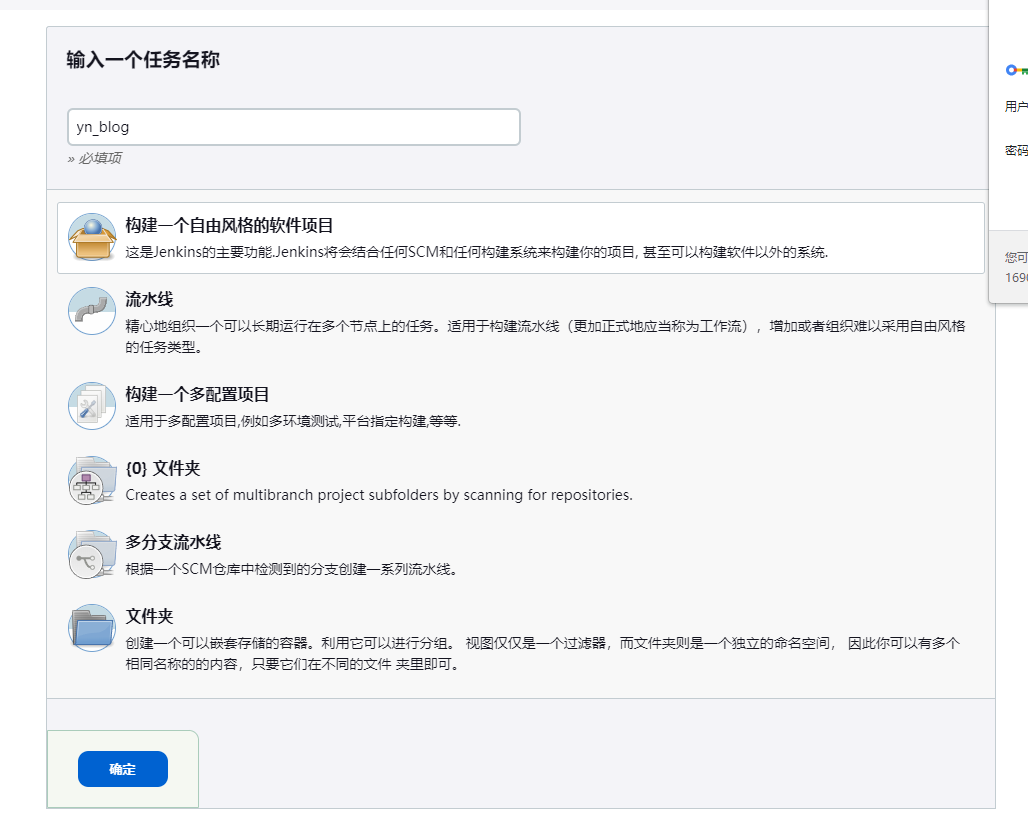 输入一个任务名称
yn_blog
» 必填项
用户
密码
构建一个自由风格的软件项目
这是Jenkins的主要功能.Jenkins将会结合任何SCM和任何构建系统来构建你的项目, 甚至可以构建软件以外的系统.
您可
169
流水线
精心地组织一个可以长期运行在多个节点上的任务。适用于构建流水线（更加正式地应当称为工作流），增加或者组织难以采用自由风格
的任务类型。
构建一个多配置项目
适用于多配置项目,例如多环境测试,平台指定构建,等等.
{0} 文件夹
Creates a set of multibranch project subfolders by scanning for repositories.
多分支流水线
根据一个SCM仓库中检测到的分支创建一系列流水线。
文件夹
创建一个可以嵌套存储的容器。利用它可以进行分组。 视图仅仅是一个过滤器，而文件夹则是一个独立的命名空间， 因此你可以有多个
相同名称的的内容，只要它们在不同的文件 夹里即可。
确定